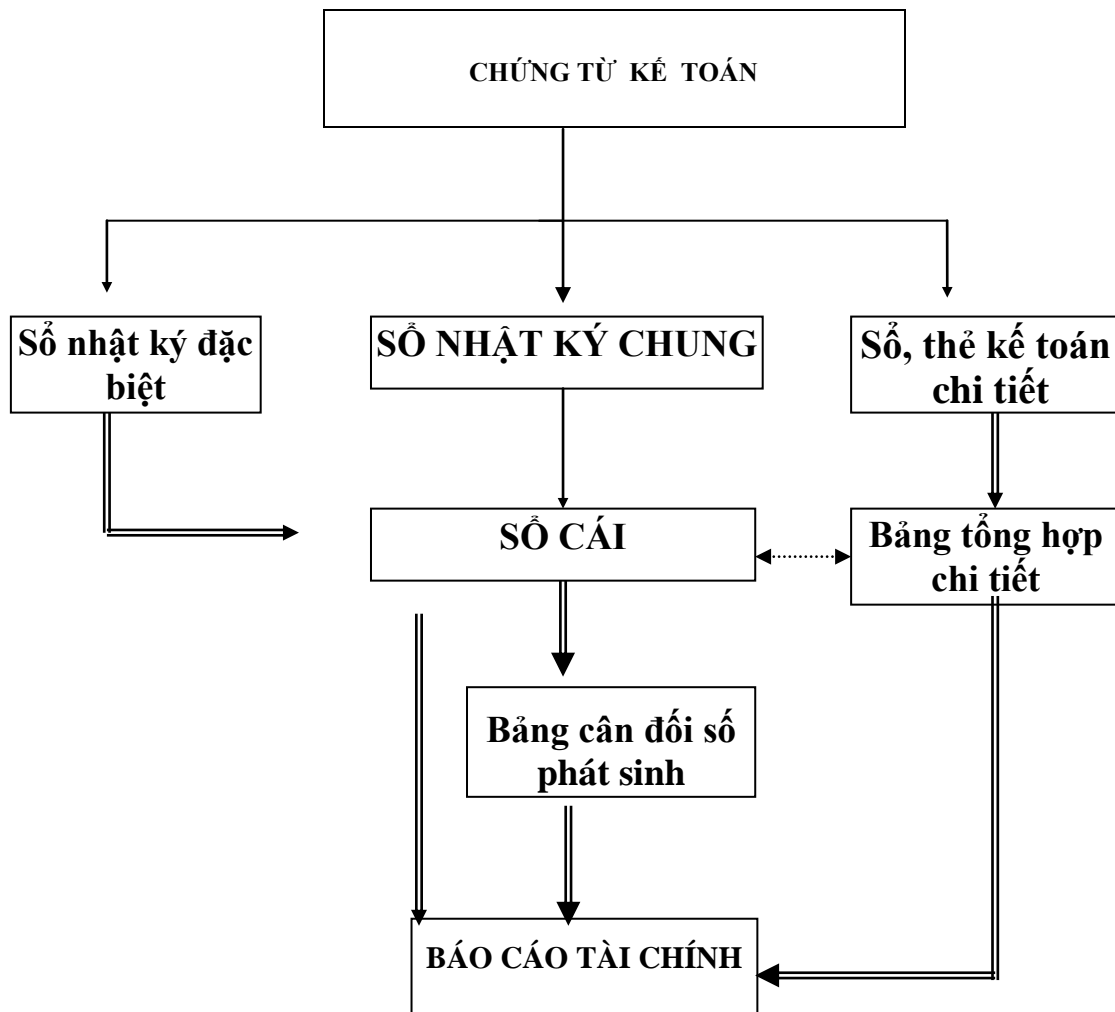 CHỨNG TỪ KẾ TOÁN
Sổ nhật ký đặc
biệt
SỔ NHẬT KÝ CHUNG
Sổ, thẻ kế toán
chi tiết
SỔ CÁI
Bảng tổng hợp
chi tiết
Bảng cân đối số
phát sinh
BÁO CÁO TÀI CHÍNH